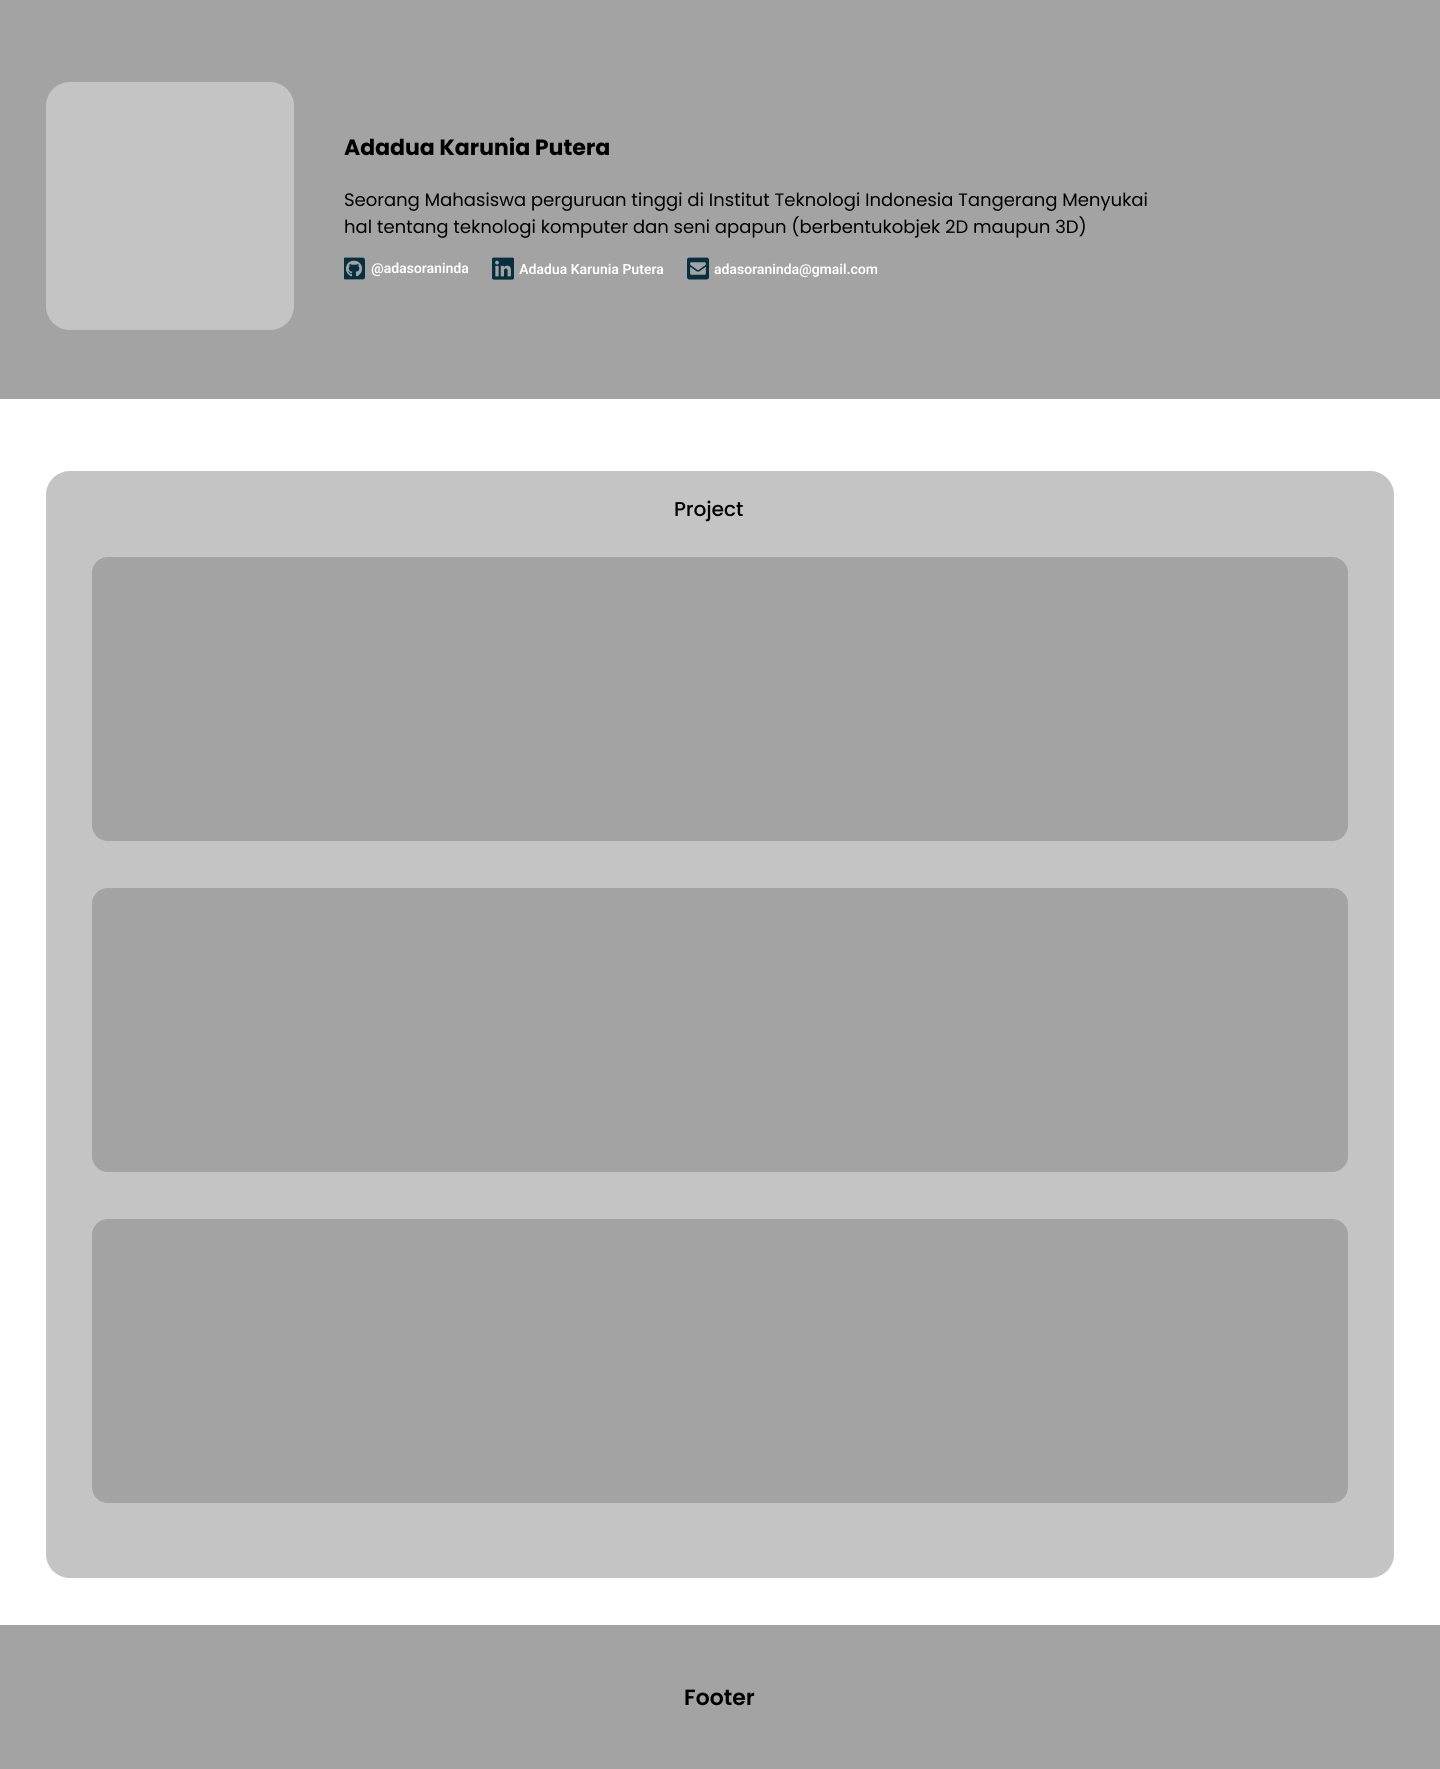 Adadua Karunia Putera
Seorang Mahasiswa perguruan tinggi di Institut Teknologi Indonesia Tangerang Menyukai
hal tentang teknologi komputer dan seni apapun (berbentukobjek 2D maupun 3D)
@adasoraninda
Adadua Karunia Putera
adasoraninda@gmail.com
Project
Footer